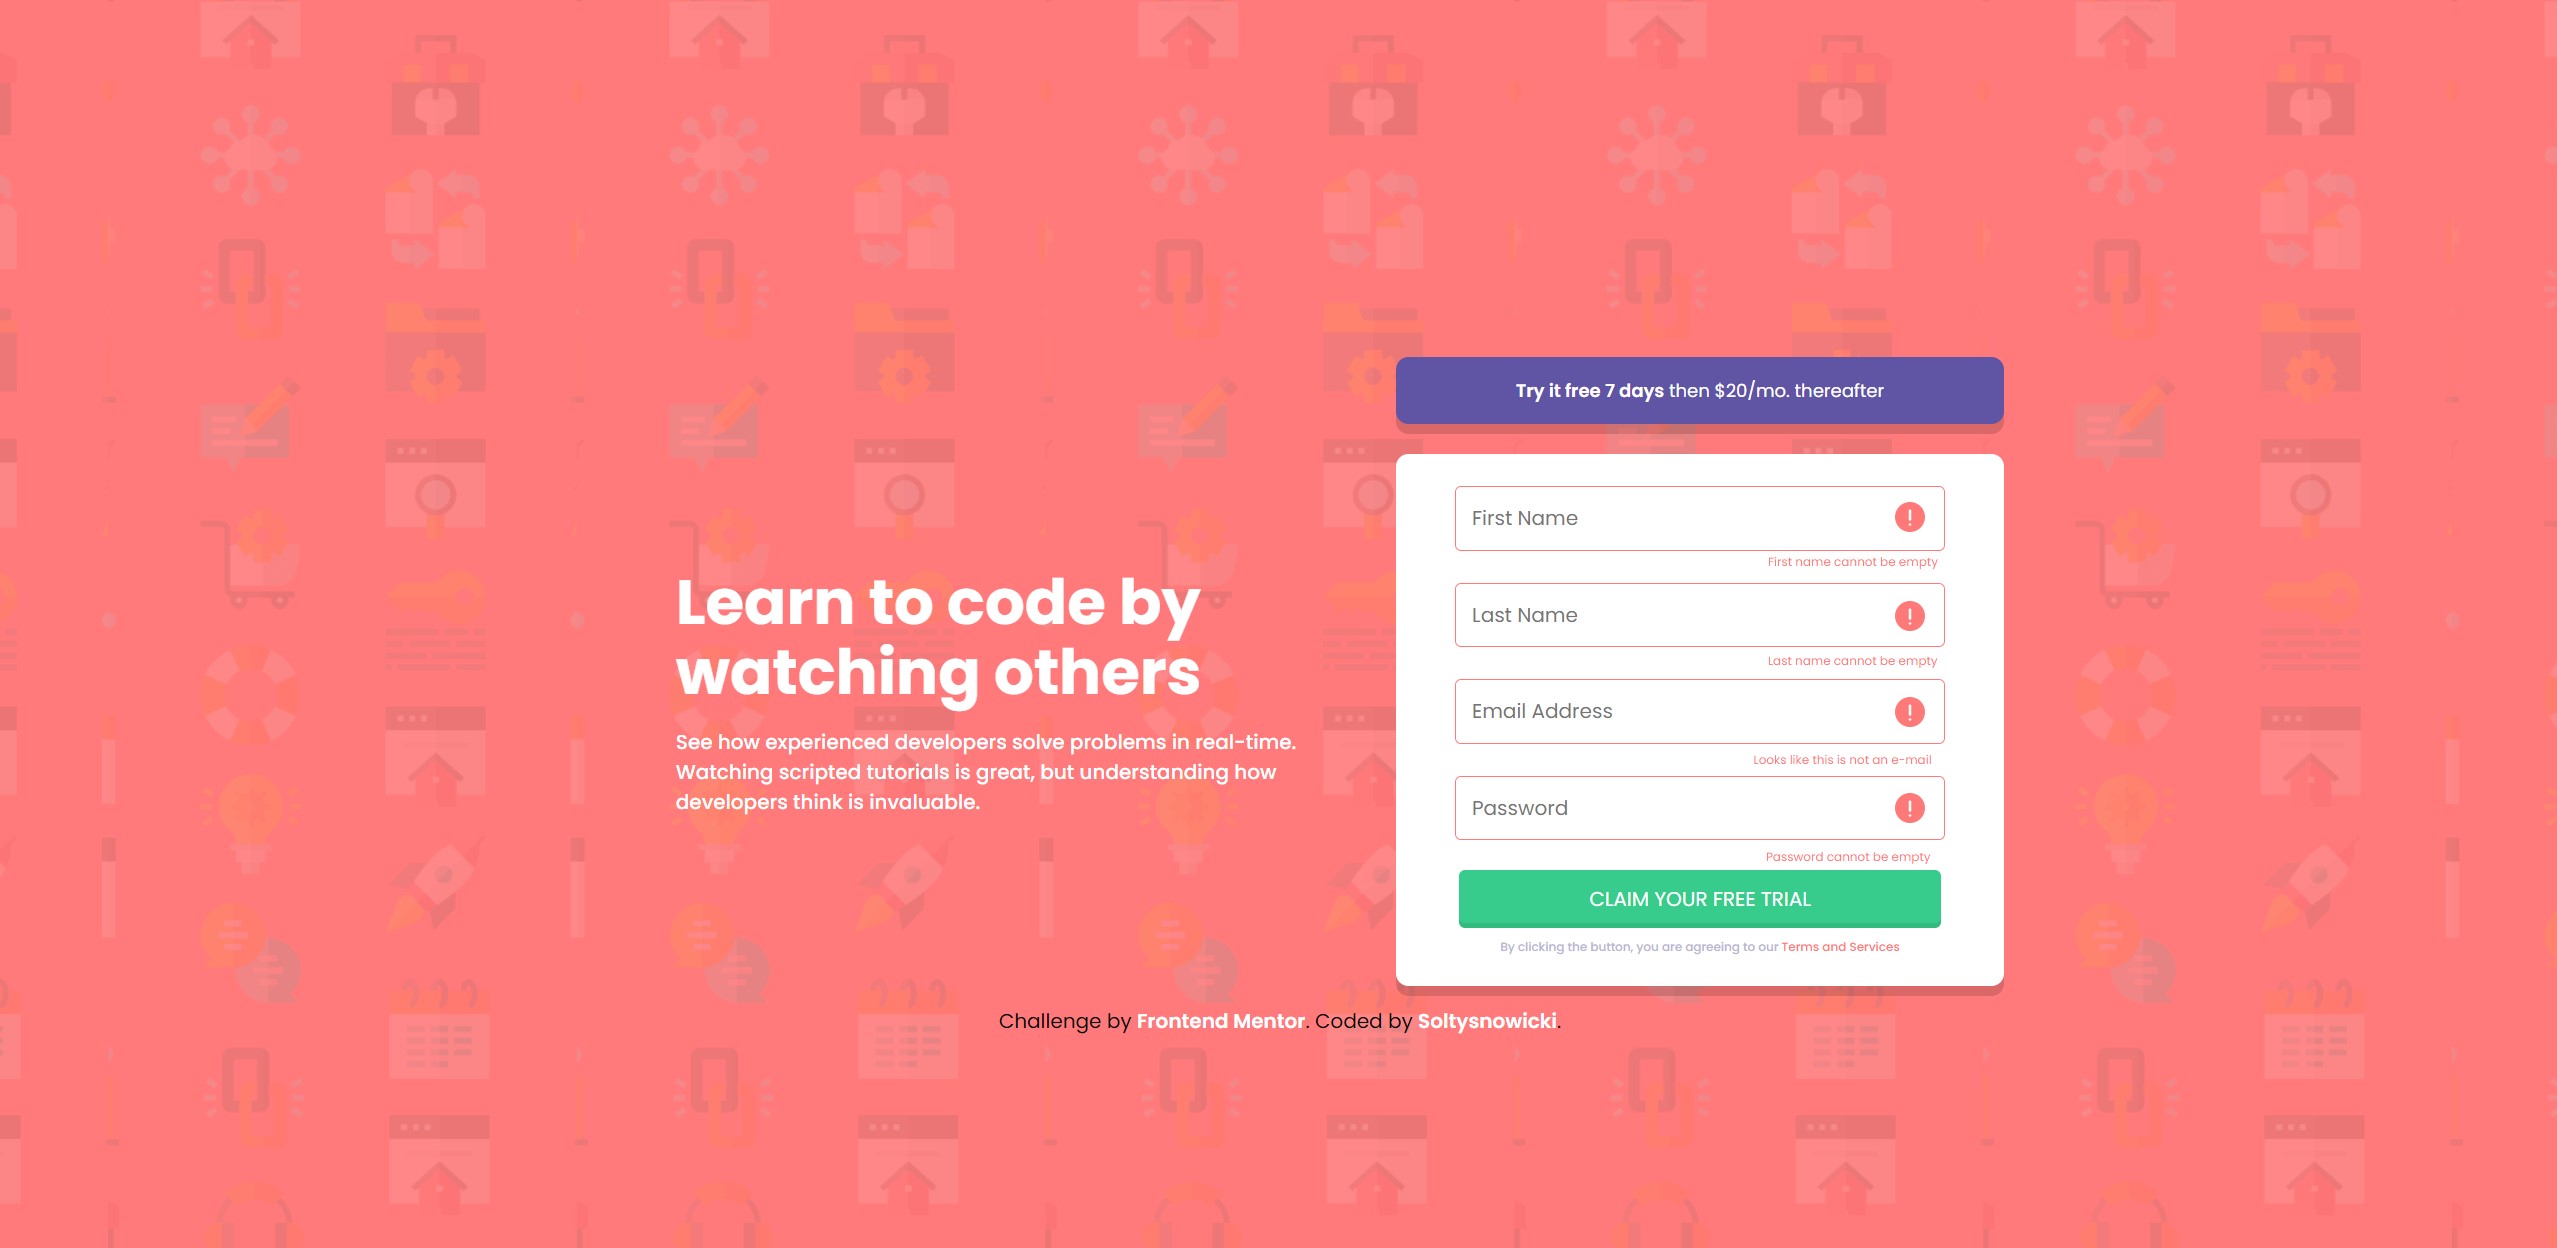 Learn to code by
watching others
See how experienced developers solve problems in real-time.
Watching scripted tutorials is great, but understanding how
developers think is invaluable.
Try it free 7 days then $20/mo. thereafter
First Name
First name cannot be empty
Last Name
Last name cannot be empty
Email Address
Looks like this is not an e-mail
Password
Password cannot be empty
CLAIM YOUR FREE TRIAL
By clicking the button, you are agreeing to our Terms and Services
Challenge by Frontend Mentor. Coded by Soltysnowicki.